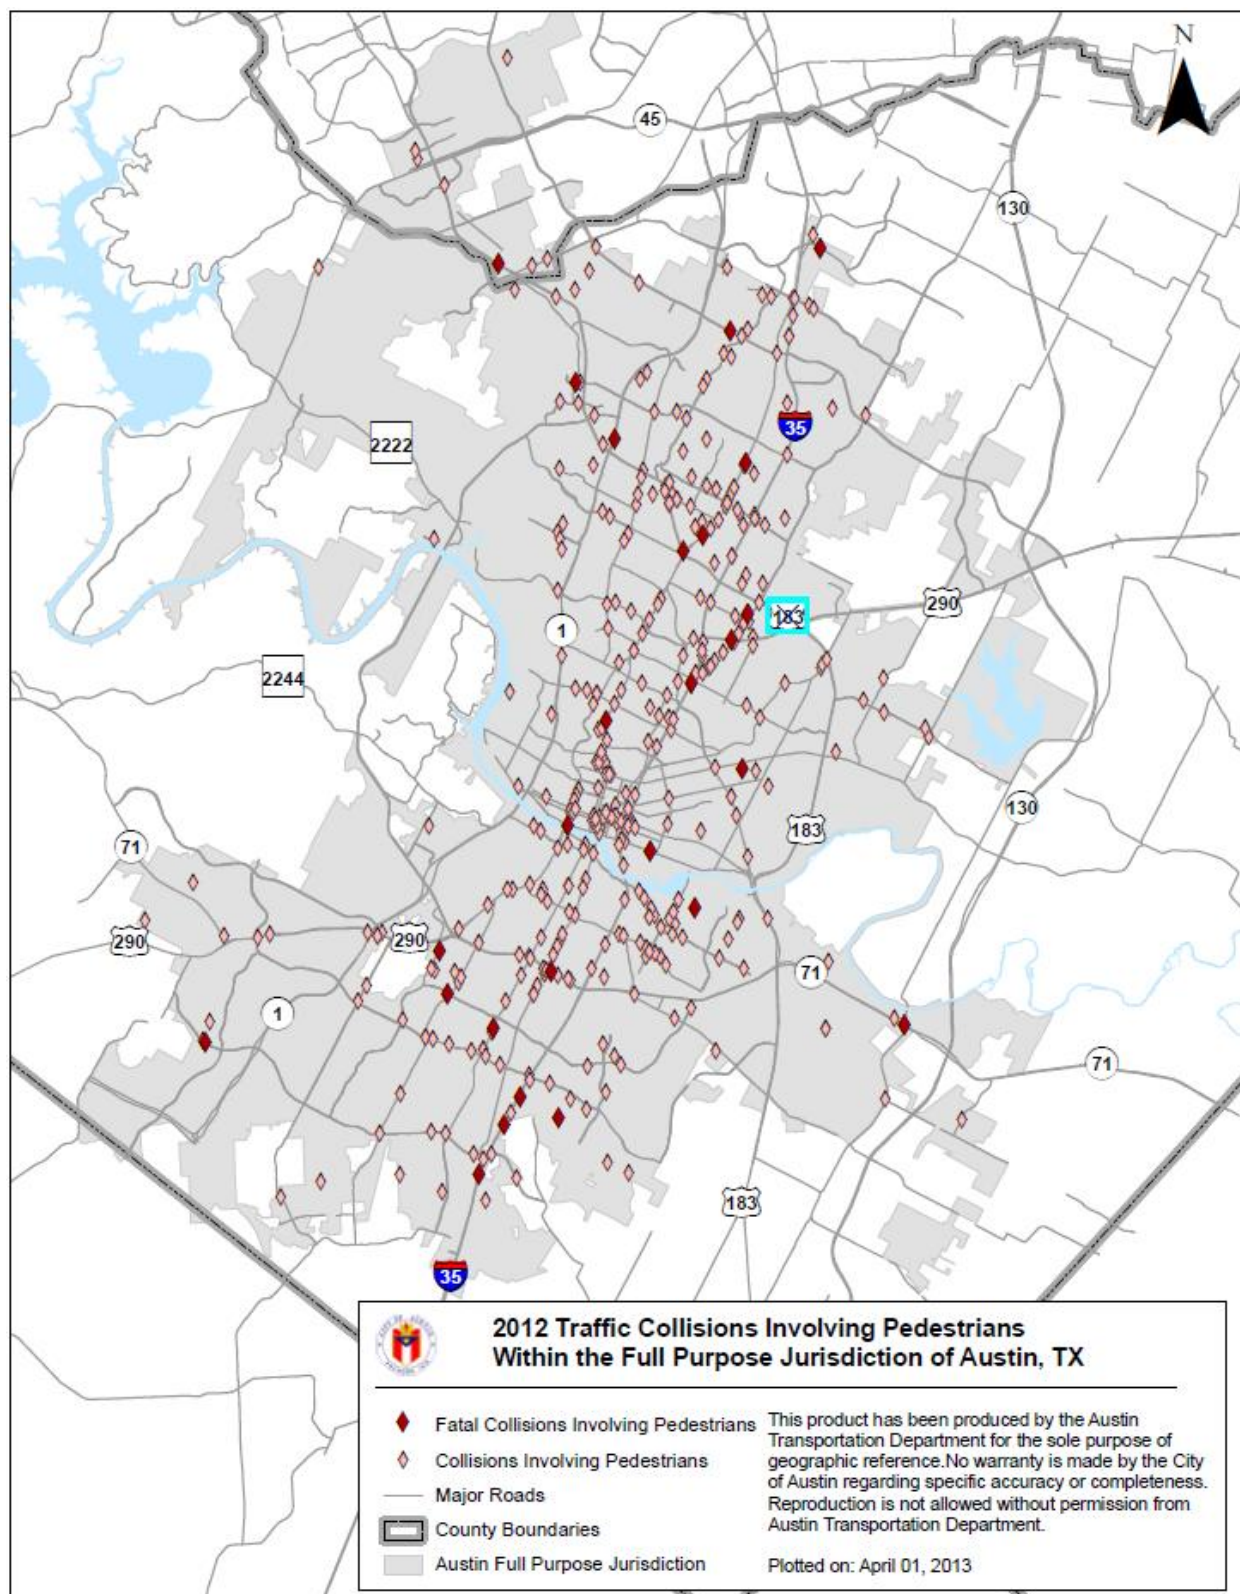 N
45
130
35
2222
183
290
1
2244
130
183
71
290
290
71
1
71
183
35
2012 Traffic Collisions Involving Pedestrians
Within the Full Purpose Jurisdiction of Austin, TX
Fatal Collisions Involving Pedestrians
Collisions Involving Pedestrians
Major Roads
County Boundaries
Austin Full Purpose Jurisdiction
This product has been produced by the Austin
Transportation Department for the sole purpose of
geographic reference.No warranty is made by the City
of Austin regarding specific accuracy or completeness.
Reproduction is not allowed without permission from
Austin Transportation Department.
Plotted on: April 01, 2013